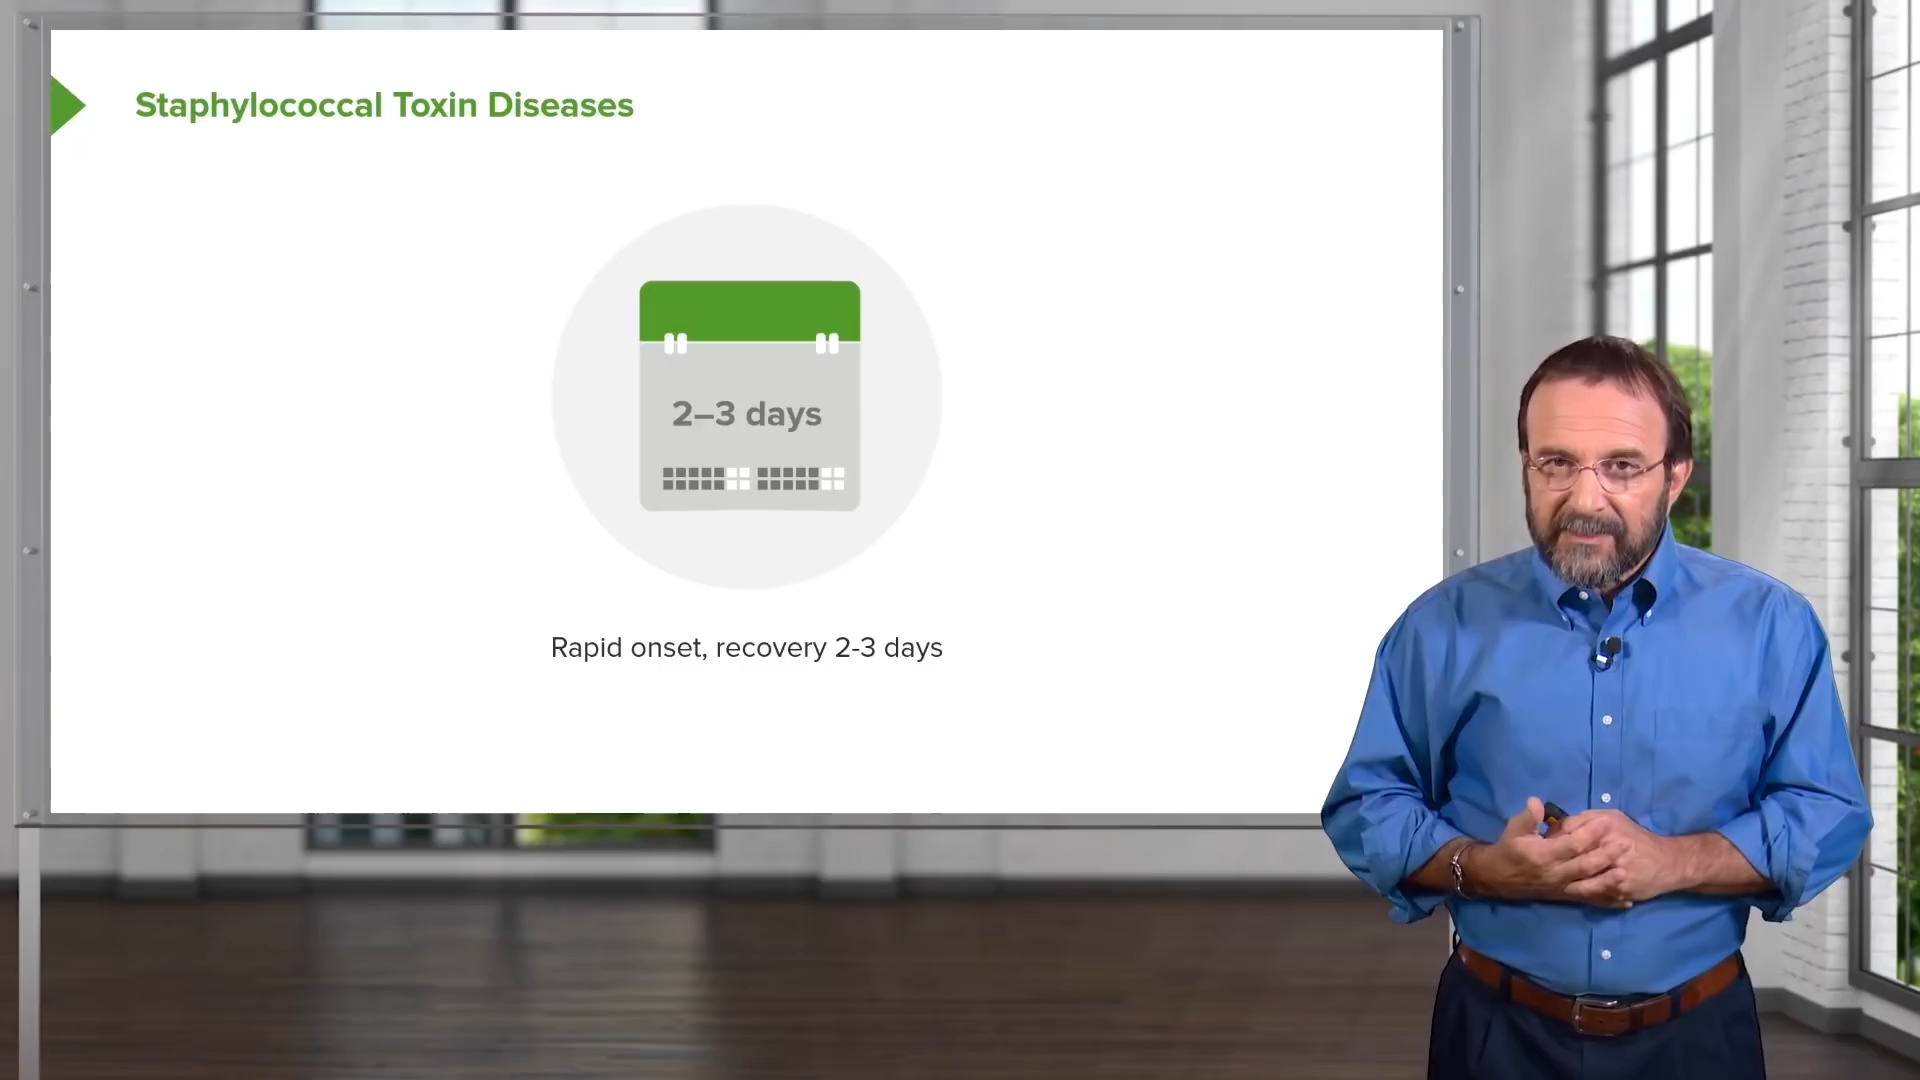 Staphylococcal Toxin Diseases
2–3 days
Rapid onset, recovery 2-3 days